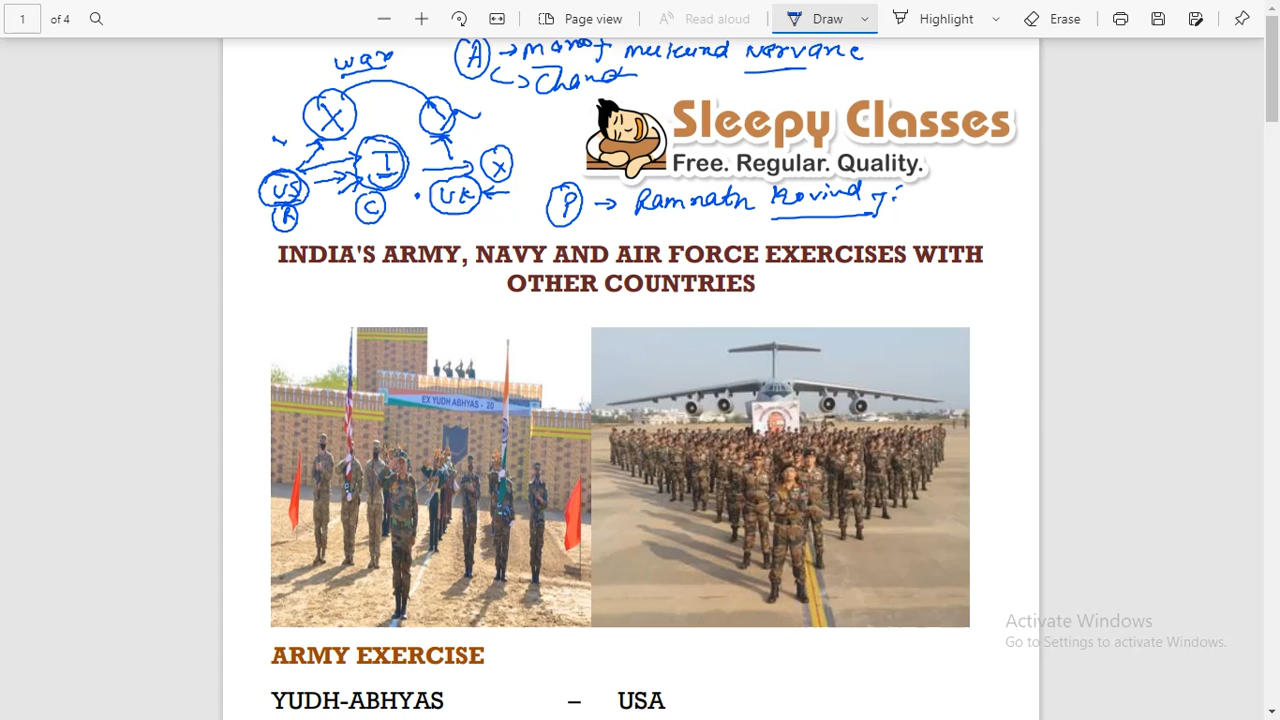 1 of 4 Page view Read aloud Draw Highlight Erase
A → manoj mukund Narvane
war
↳ chand
X
Sleepy Classes
Free. Regular. Quality.
I X
US UK
R C P → Ramnath Kovind
INDIA'S ARMY, NAVY AND AIR FORCE EXERCISES WITH
OTHER COUNTRIES
EX YUDH ABHYAS - 20
Activate Windows
Go to Settings to activate Windows.
ARMY EXERCISE
YUDH-ABHYAS – USA